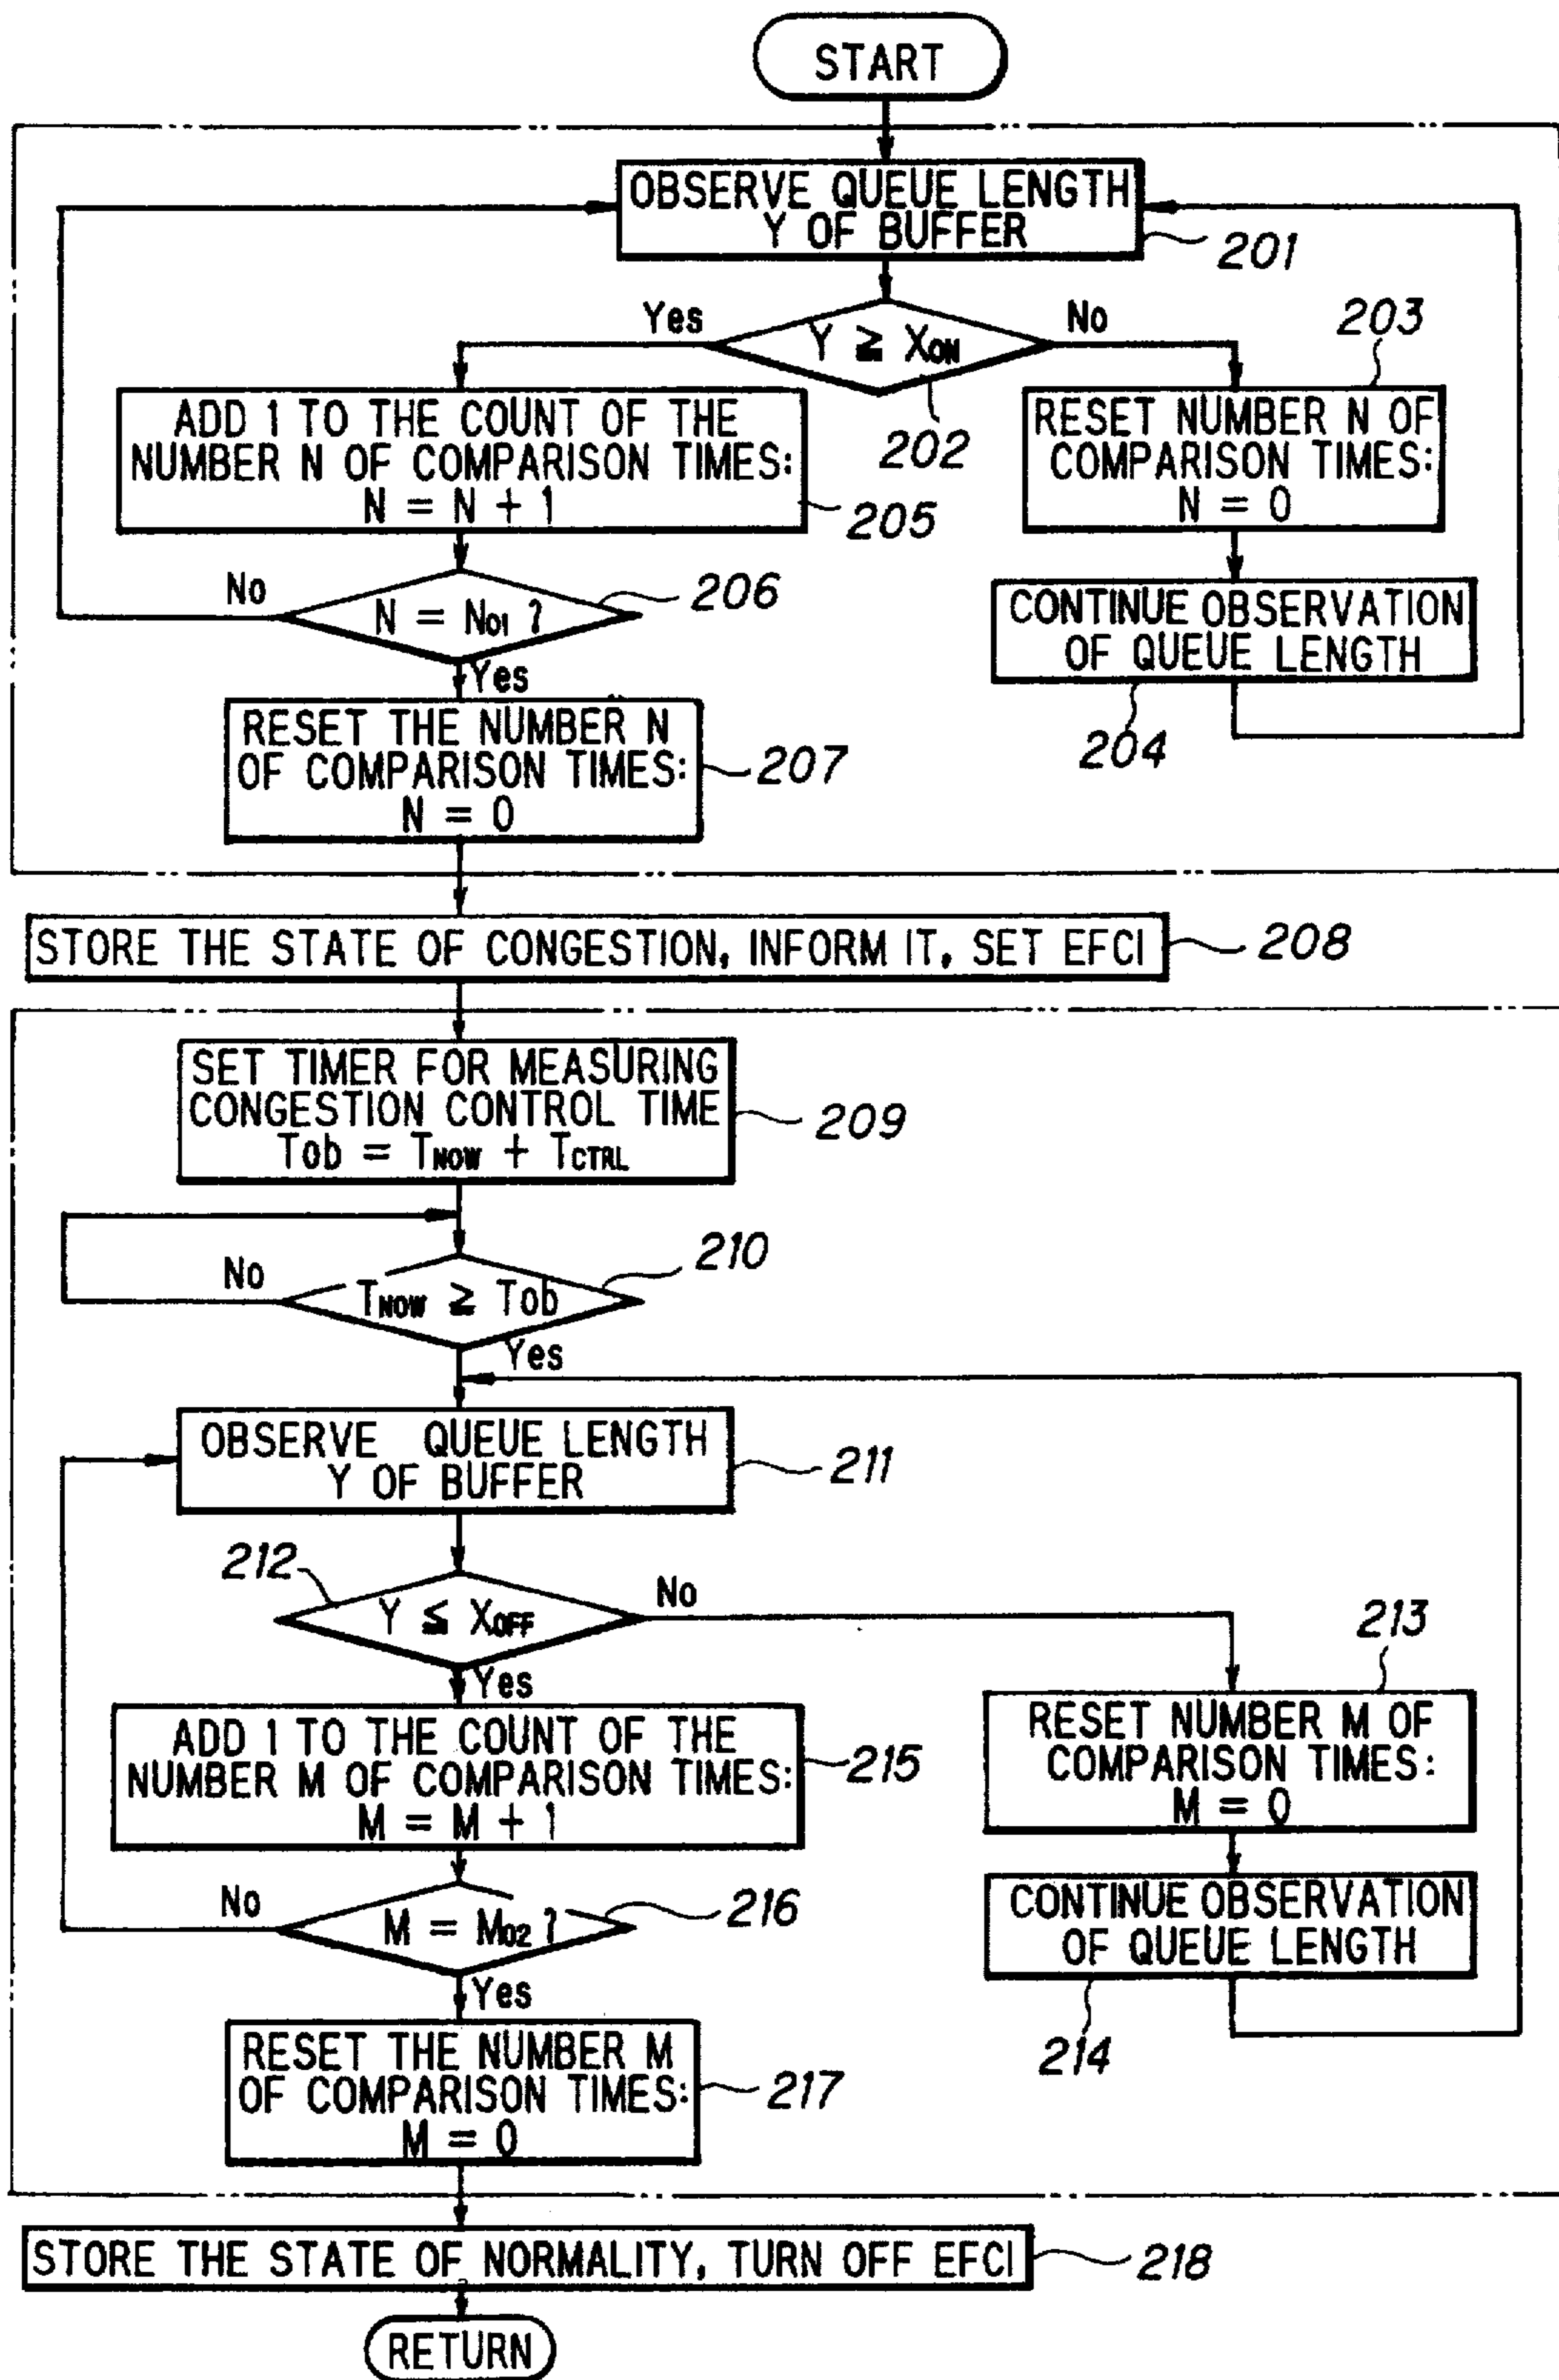 START
OBSERVE QUEUE LENGTH
Y OF BUFFER
201
Yes
Y ≧ XON
No
202
203
ADD 1 TO THE COUNT OF THE
NUMBER N OF COMPARISON TIMES:
N = N + 1
205
RESET NUMBER N OF
COMPARISON TIMES:
N = 0
No
N = N01 ?
206
Yes
CONTINUE OBSERVATION
OF QUEUE LENGTH
204
RESET THE NUMBER N
OF COMPARISON TIMES:
N = 0
207
STORE THE STATE OF CONGESTION, INFORM IT, SET EFCI
208
SET TIMER FOR MEASURING
CONGESTION CONTROL TIME
Tob = TNOW + TCTRL
209
No
TNOW ≧ Tob
210
Yes
OBSERVE QUEUE LENGTH
Y OF BUFFER
211
212
Y ≦ XOFF
No
Yes
213
ADD 1 TO THE COUNT OF THE
NUMBER M OF COMPARISON TIMES:
M = M + 1
215
RESET NUMBER M OF
COMPARISON TIMES:
M = 0
No
M = M02 ?
216
Yes
CONTINUE OBSERVATION
OF QUEUE LENGTH
214
RESET THE NUMBER M
OF COMPARISON TIMES:
M = 0
217
STORE THE STATE OF NORMALITY, TURN OFF EFCI
218
RETURN